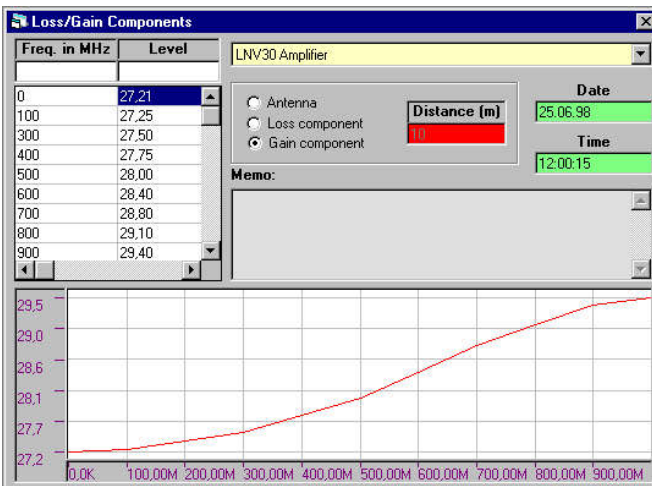 Loss/Gain Components
Freq. in MHz Level
LNV30 Amplifier
0 27,21
100 27,25
300 27,50
400 27,75
500 28,00
600 28,40
700 28,80
800 29,10
900 29,40
Antenna
Loss component
Gain component
Distance (m)
10
Date
25.06.98
Time
12:00:15
Memo:
29,5
29,0
28,6
28,1
27,7
27,2
0,0K 100,00M 200,00M 300,00M 400,00M 500,00M 600,00M 700,00M 800,00M 900,00M